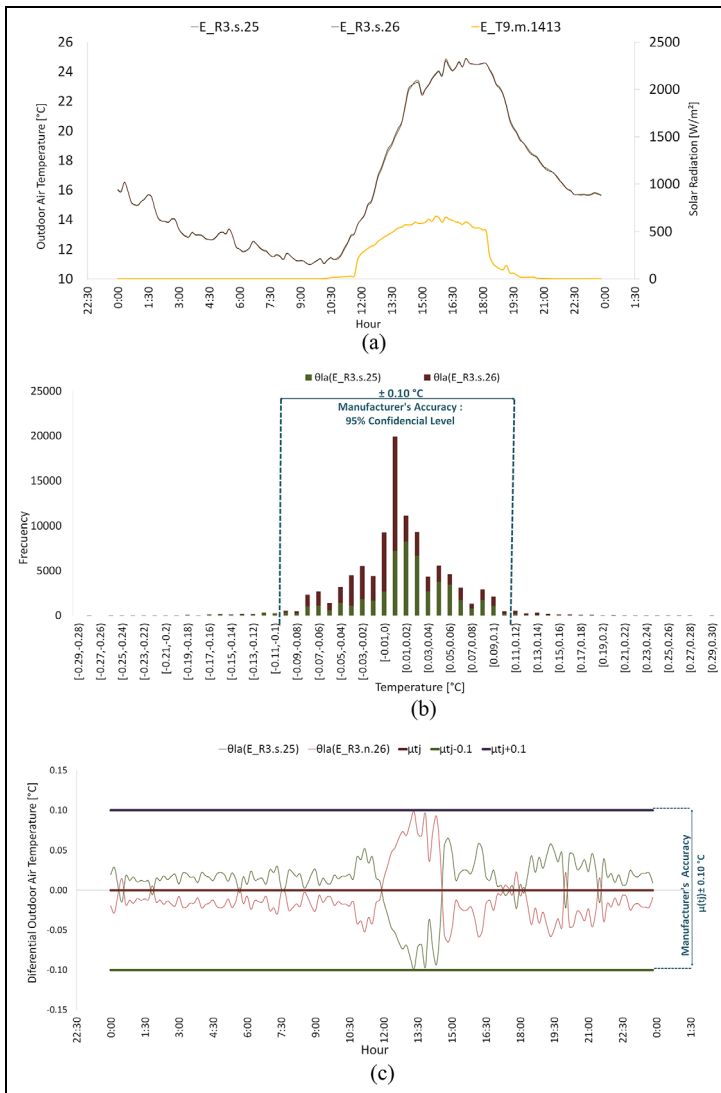 E_R3.s.25 E_R3.s.26 E_T9.m.1413
26 24 22 20 18 16 14 12 10
Outdoor Air Temperature [°C]
2500 2000 1500 1000 500 0
Solar Radiation [W/m²]
22:30 0:00 1:30 3:00 4:30 6:00 7:30 9:00 10:30 12:00 13:30 15:00 16:30 18:00 19:30 21:00 22:30 0:00 1:30
Hour
(a)
θla(E_R3.s.25) θla(E_R3.s.26)
± 0.10 °C
Manufacturer's Accuracy :
95% Confidencial Level
25000 20000 15000 10000 5000 0
Frecuency
[-0.29,-0.28) [-0.27,-0.26) [-0.25,-0.24) [-0.23,-0.22) [-0.21,-0.2) [-0.19,-0.18) [-0.17,-0.16) [-0.15,-0.14) [-0.13,-0.12) [-0.11,-0.1) [-0.09,-0.08) [-0.07,-0.06) [-0.05,-0.04) [-0.03,-0.02) [-0.01,0) [0.01,0.02) [0.03,0.04) [0.05,0.06) [0.07,0.08) [0.09,0.1) [0.11,0.12) [0.13,0.14) [0.15,0.16) [0.17,0.18) [0.19,0.2) [0.21,0.22) [0.23,0.24) [0.25,0.26) [0.27,0.28) [0.29,0.30)
Temperature [°C]
(b)
θla(E_R3.s.25) θla(E_R3.n.26) μtj μtj-0.1 μtj+0.1
0.15 0.10 0.05 0.00 -0.05 -0.10 -0.15
Diferential Outdoor Air Temperature [°C]
Manufacturer's Accuracy
μ(tj)± 0.10 °C
22:30 0:00 1:30 3:00 4:30 6:00 7:30 9:00 10:30 12:00 13:30 15:00 16:30 18:00 19:30 21:00 22:30 0:00 1:30
Hour
(c)